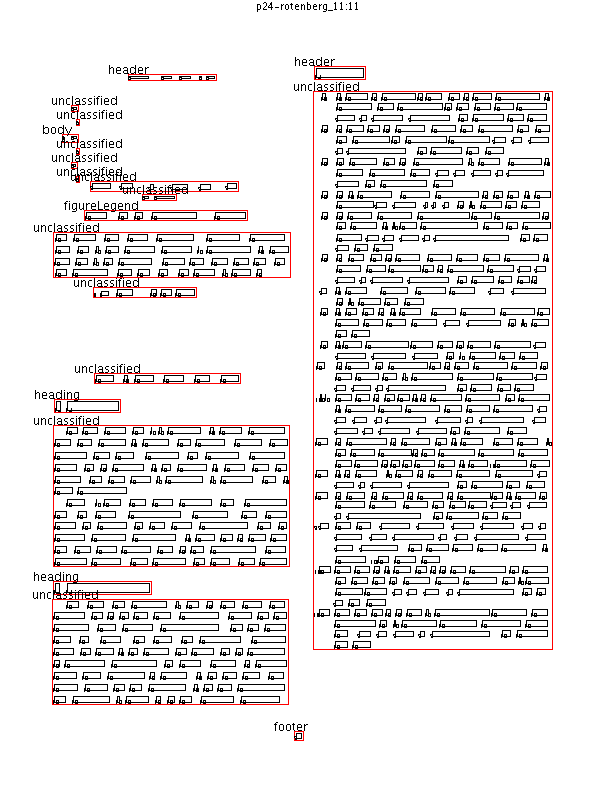 p24-rotenberg_11:11
header
header
unclassified
unclassified
unclassified
body
unclassified
unclassified
unclassified
unclassified
figureLegend
unclassified
unclassified
unclassified
heading
unclassified
heading
unclassified
footer